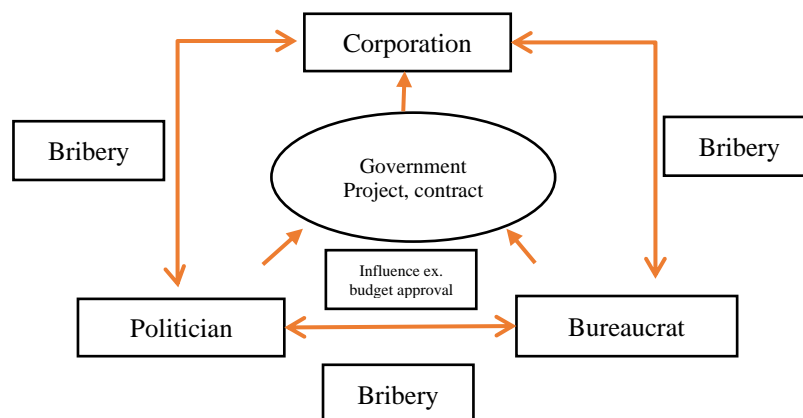 Corporation
Bribery
Bribery
Government
Project, contract
Influence ex.
budget approval
Politician
Bureaucrat
Bribery